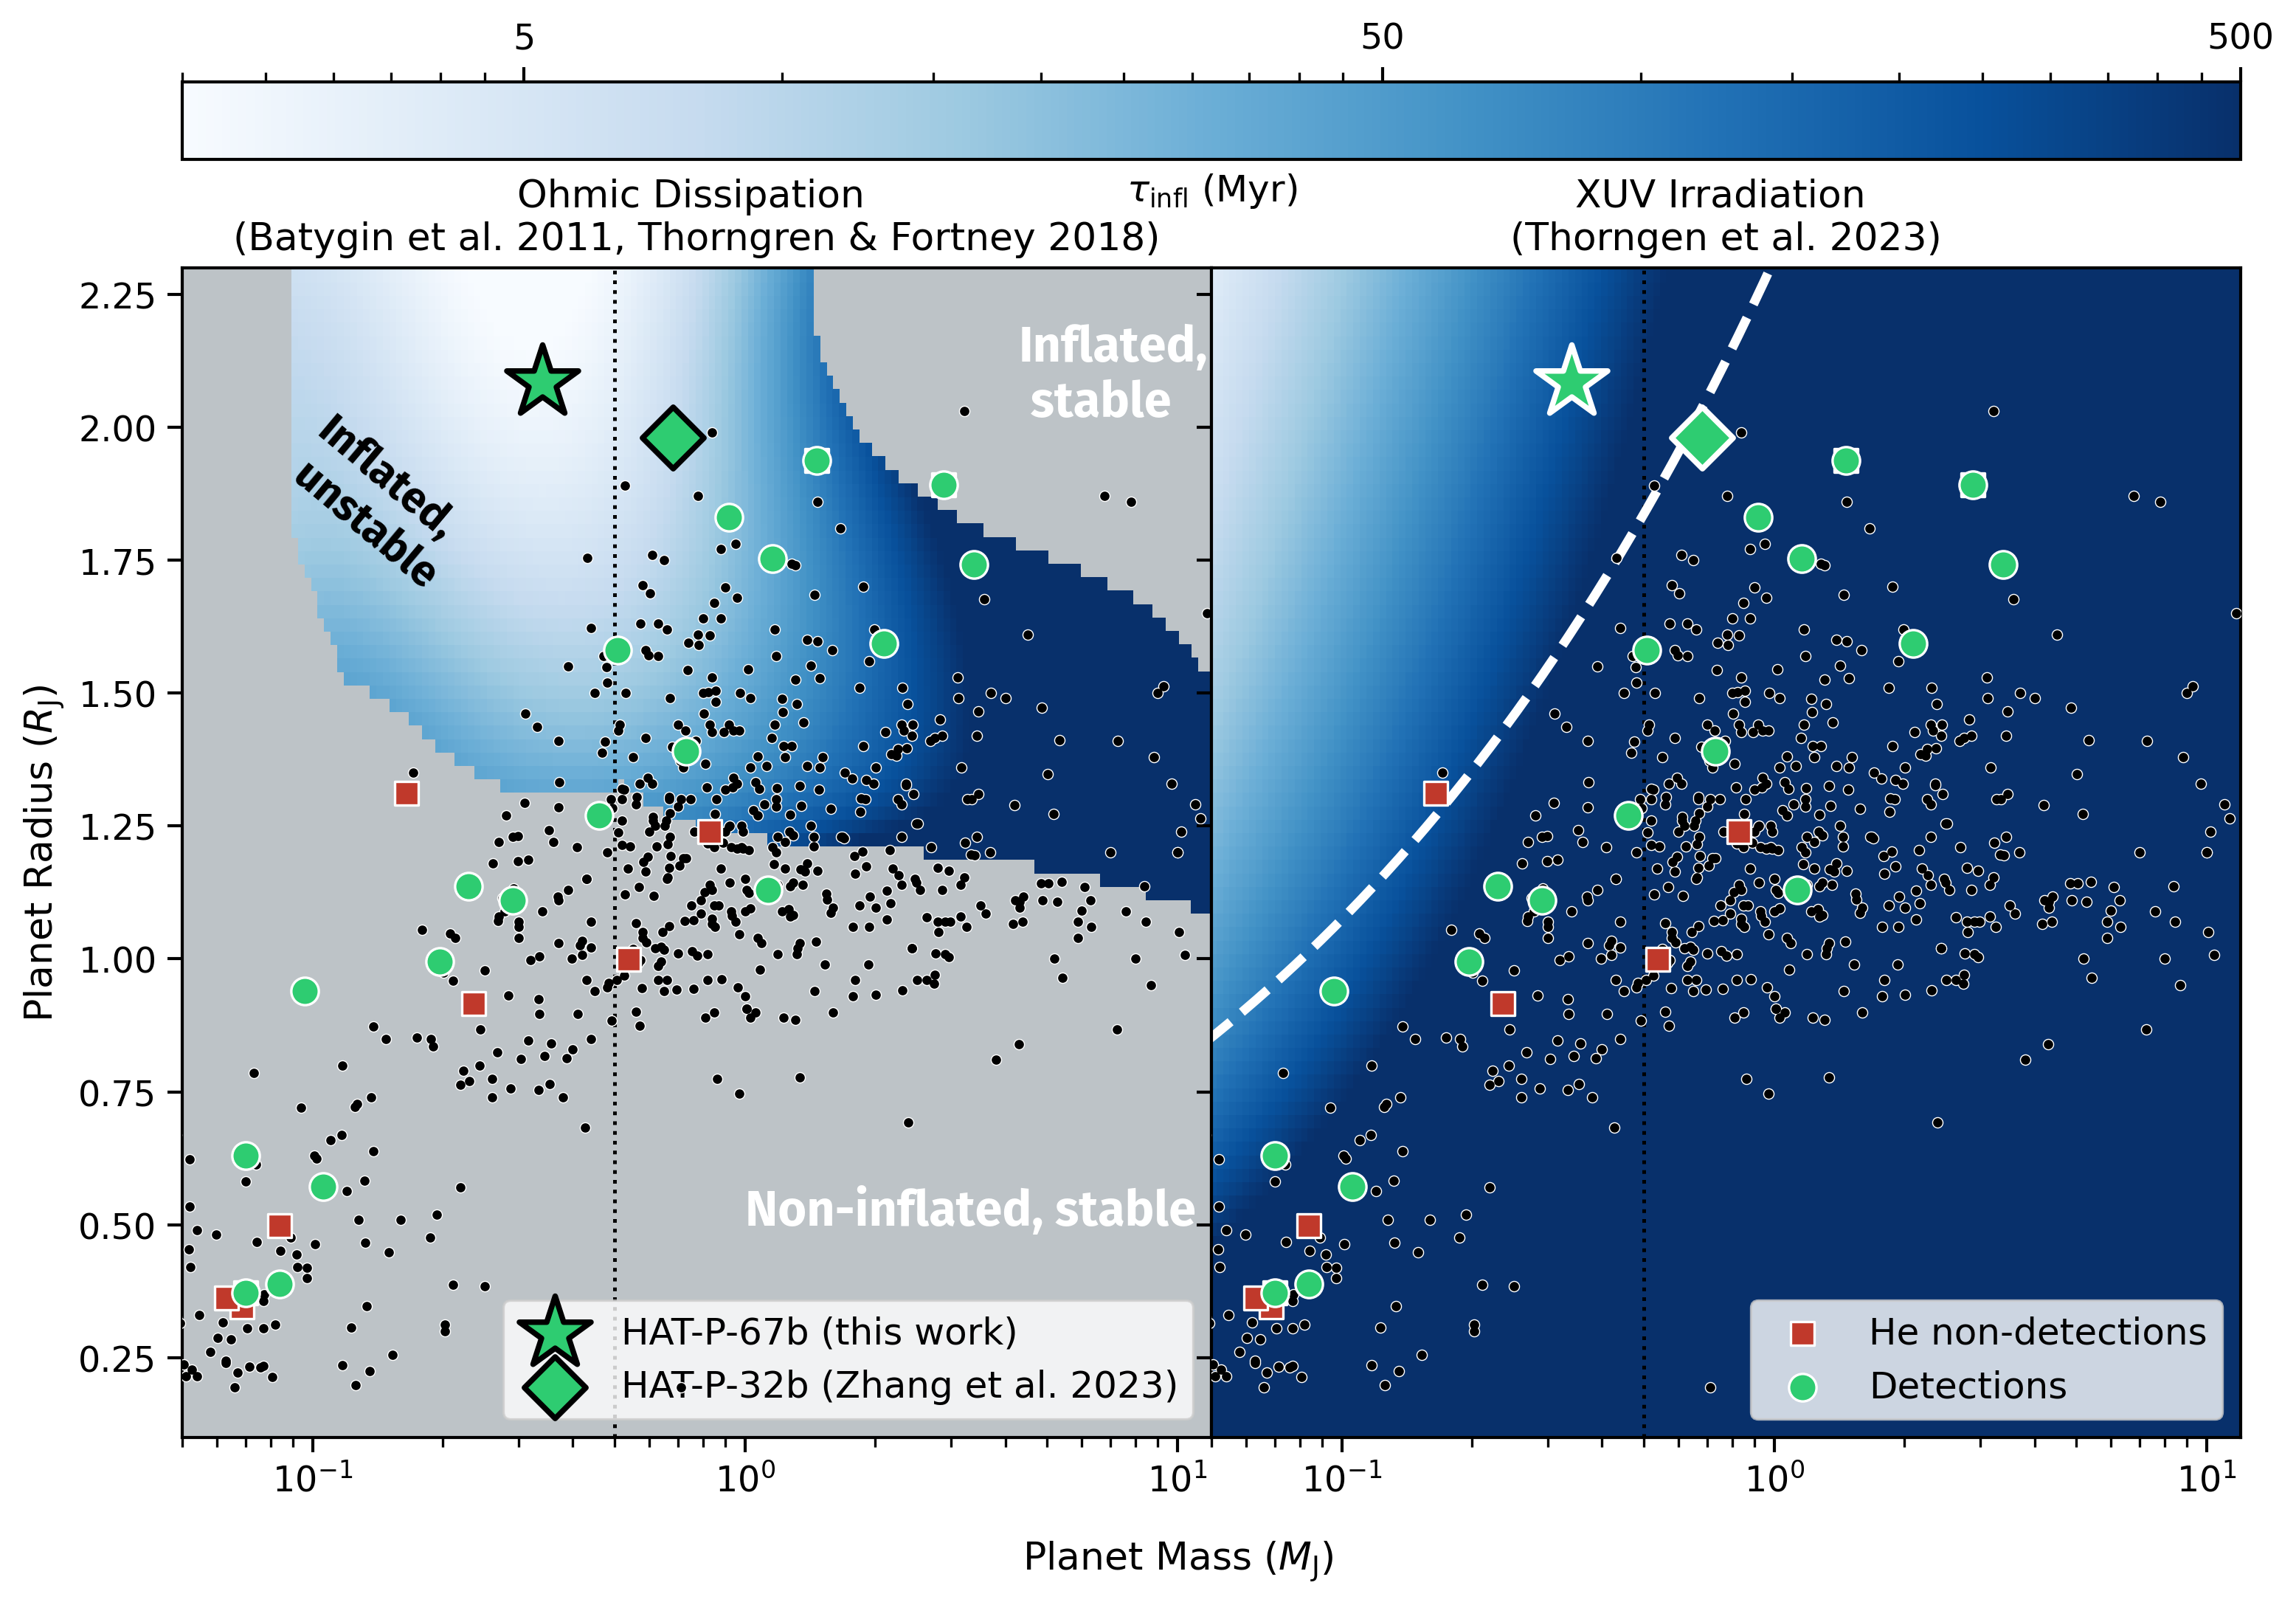 5 50 500
τinfl (Myr)
Ohmic Dissipation
(Batygin et al. 2011, Thorngren & Fortney 2018)
XUV Irradiation
(Thorngen et al. 2023)
Planet Radius (RJ)
2.25
2.00
1.75
1.50
1.25
1.00
0.75
0.50
0.25
Inflated,
unstable
Inflated,
stable
Non-inflated, stable
HAT-P-67b (this work)
HAT-P-32b (Zhang et al. 2023)
He non-detections
Detections
10⁻¹ 10⁰ 10¹ 10⁻¹ 10⁰ 10¹
Planet Mass (MJ)